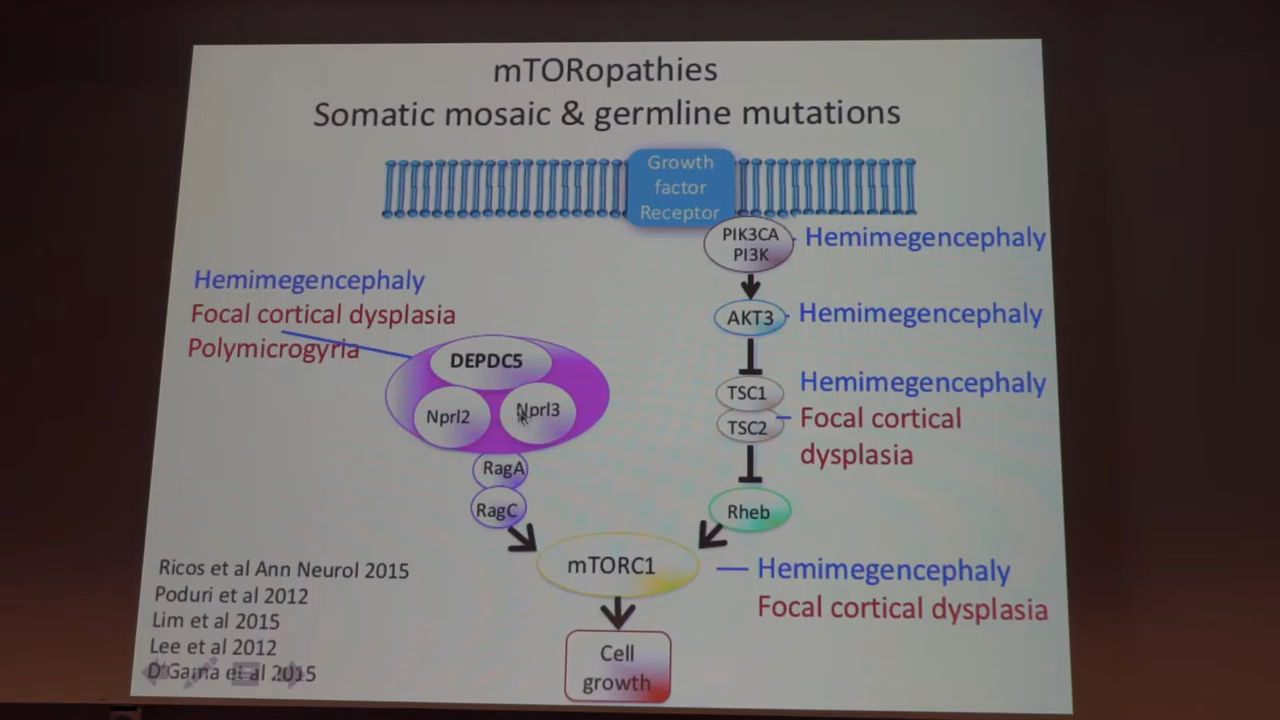 mTORopathies
Somatic mosaic & germline mutations
Growth
factor
Receptor
PIK3CA
PI3K
Hemimegencephaly
AKT3
Hemimegencephaly
TSC1
TSC2
Hemimegencephaly
Focal cortical
dysplasia
Rheb
Hemimegencephaly
Focal cortical dysplasia
Polymicrogyria
DEPDC5
Nprl2
Nprl3
RagA
RagC
mTORC1
Hemimegencephaly
Focal cortical dysplasia
Cell
growth
Ricos et al Ann Neurol 2015
Poduri et al 2012
Lim et al 2015
Lee et al 2012
D'Gama et al 2015